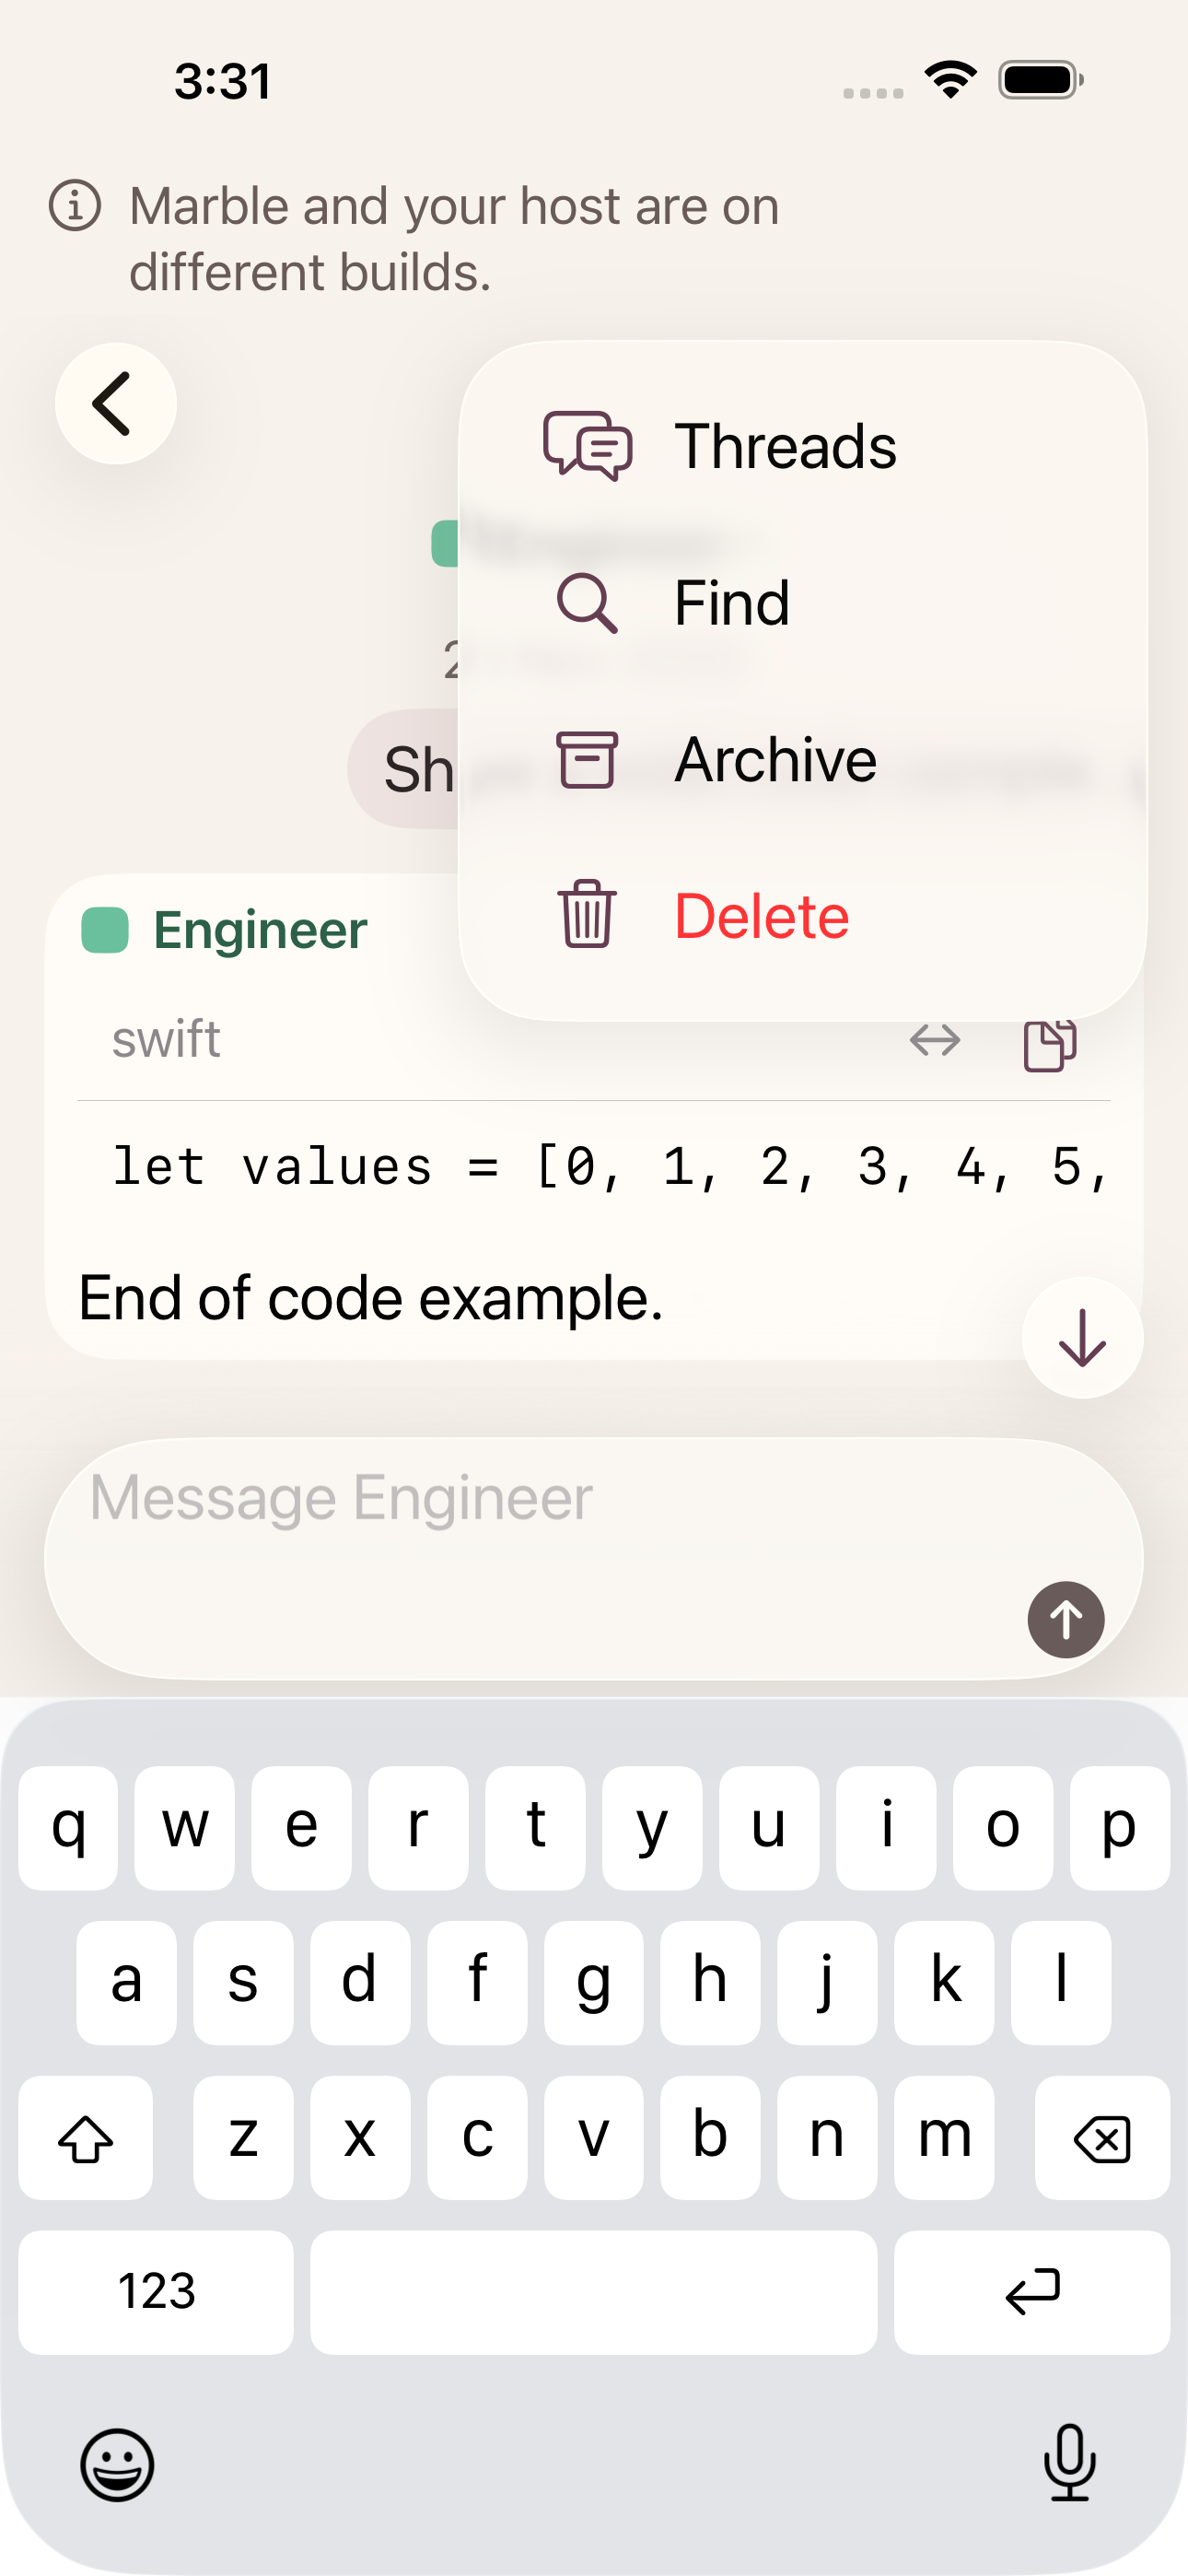 3:31
Marble and your host are on
different builds.
Threads
Find
Archive
Delete
Engineer
swift
let values = [0, 1, 2, 3, 4, 5,
End of code example.
Message Engineer
q w e r t y u i o p
a s d f g h j k l
z x c v b n m
123